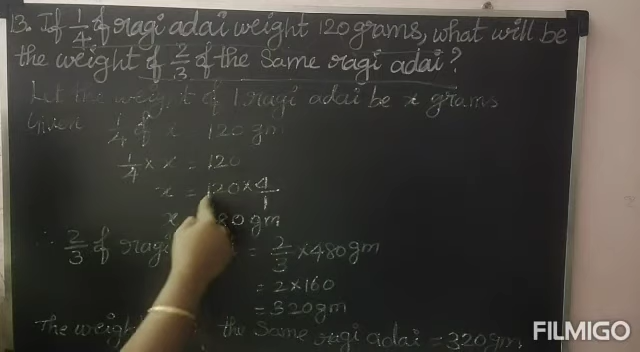 13. If 1/4 of ragi adai weight 120 grams, what will be
the weight of 2/3 of the same ragi adai?
Let the weight of 1 ragi adai be x grams
Given 1/4 of x 120 gm
1/4 × x = 120
x = 120 × 4/1
x 80 gm
∴ 2/3 of ragi = 2/3 × 480 gm
= 2 × 160
= 320 gm
The weight the same ragi adai = 320 gm
FILMIGO